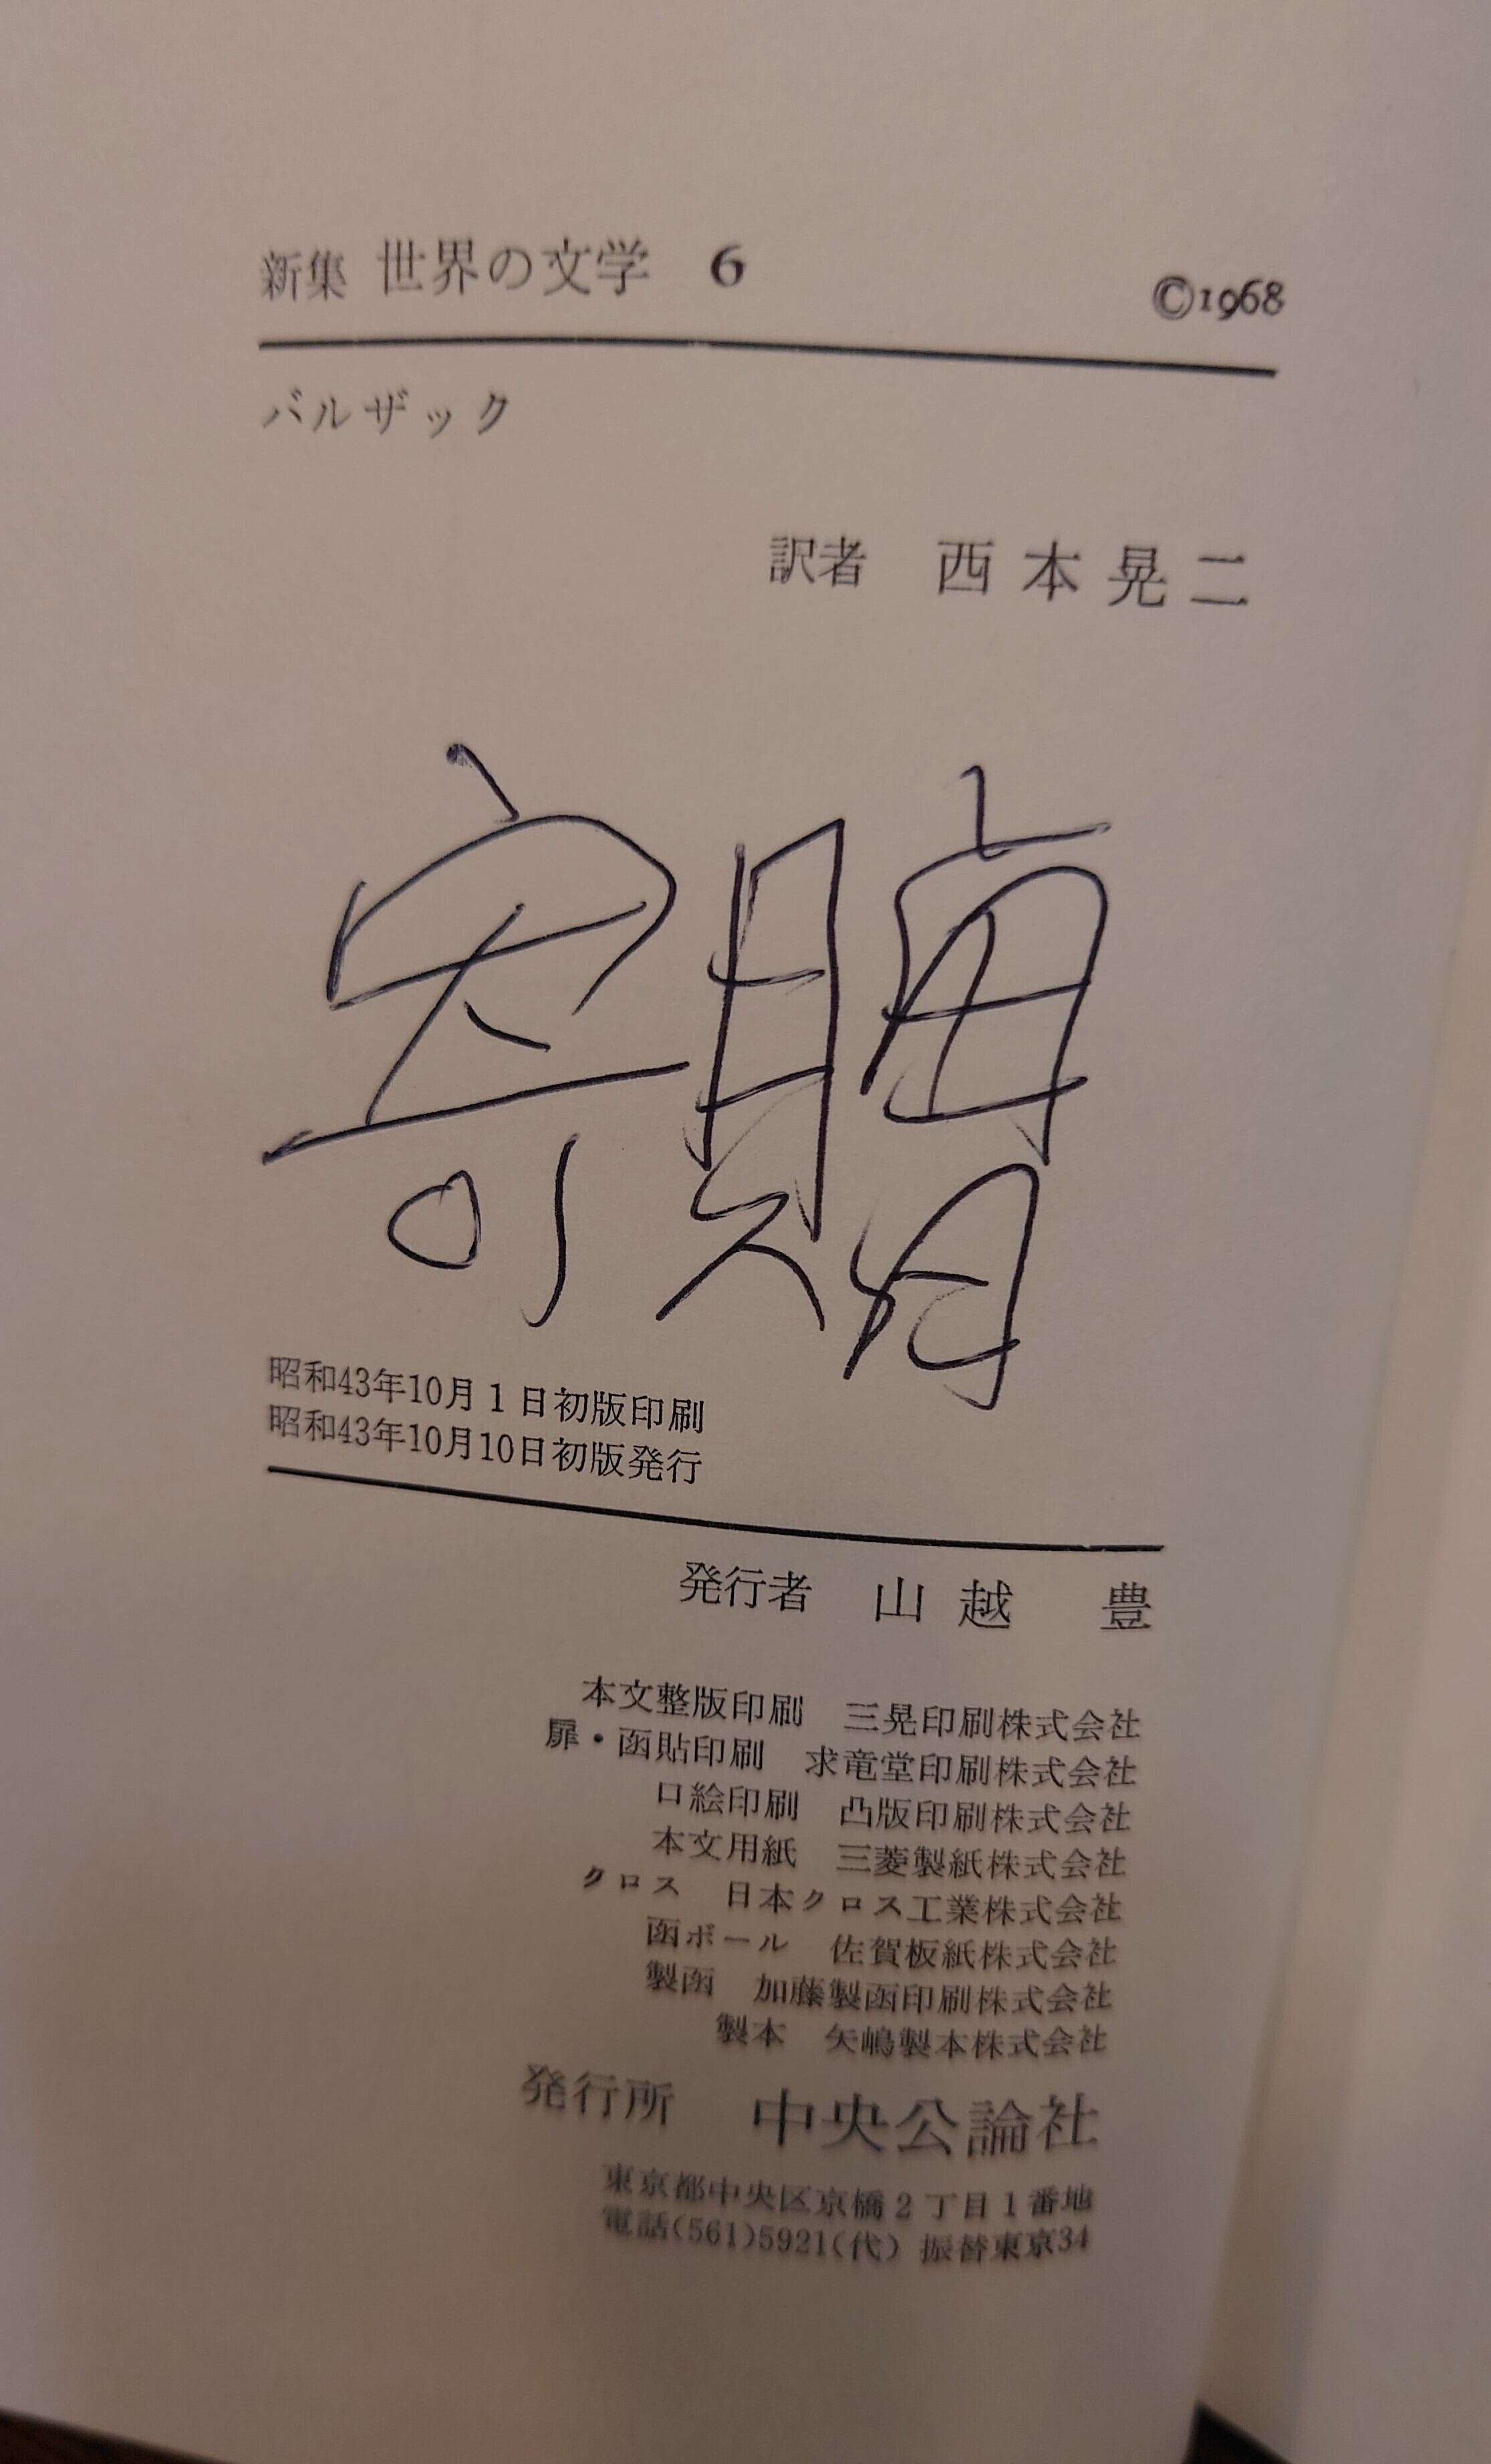 新集 世界の文学 6 ©1968
バルザック
訳者 西本晃二
寄贈
昭和43年10月1日初版印刷
昭和43年10月10日初版発行
発行者 山越 豊
本文整版印刷 三晃印刷株式会社
扉・函貼印刷 求竜堂印刷株式会社
口絵印刷 凸版印刷株式会社
本文用紙 三菱製紙株式会社
クロス 日本クロス工業株式会社
函ボール 佐賀板紙株式会社
製函 加藤製函印刷株式会社
製本 矢嶋製本株式会社
発行所 中央公論社
東京都中央区京橋2丁目1番地
電話(561)5921(代) 振替東京34